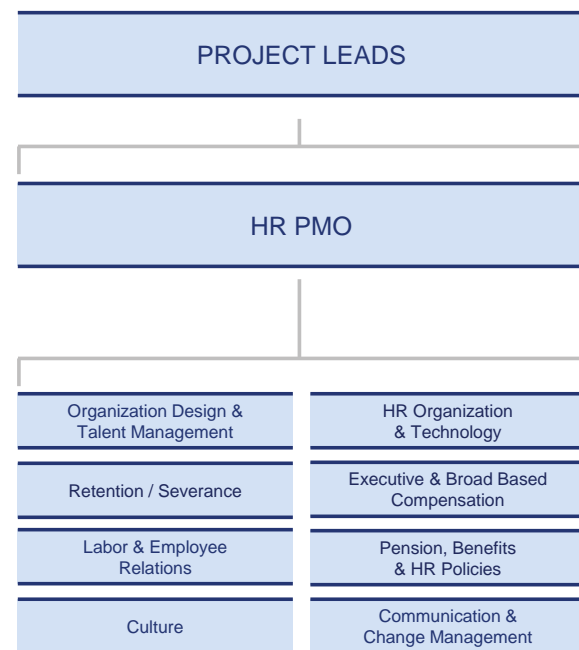 PROJECT LEADS
HR PMO
Organization Design &
Talent Management
HR Organization
& Technology
Retention / Severance
Executive & Broad Based
Compensation
Labor & Employee
Relations
Pension, Benefits
& HR Policies
Culture
Communication &
Change Management